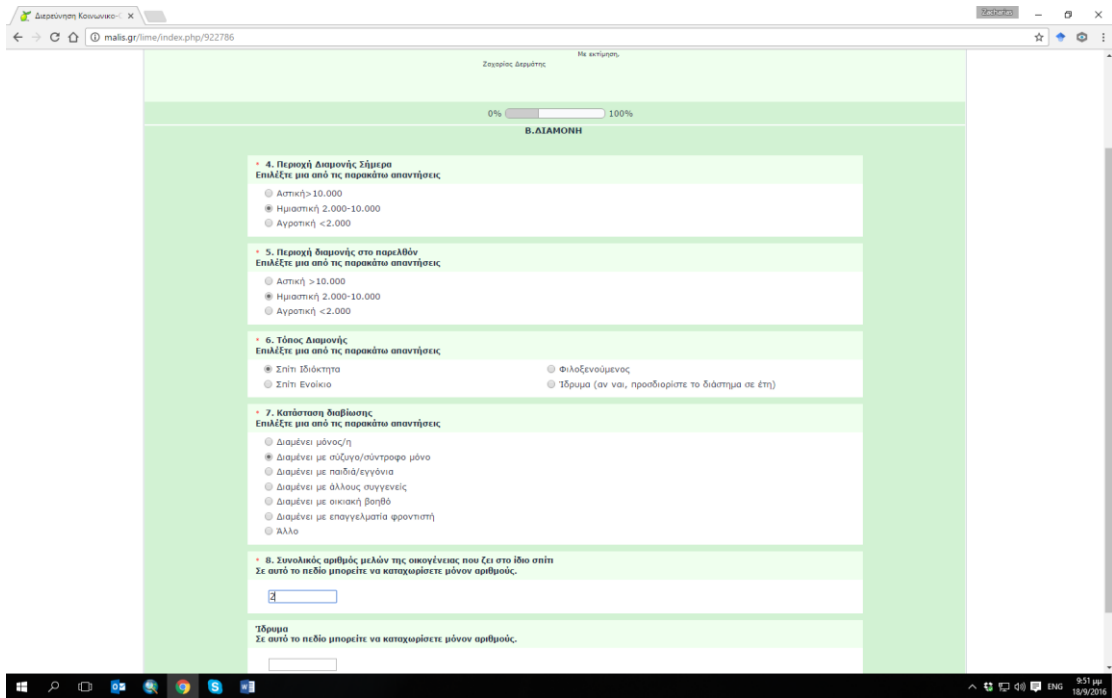 Διερεύνηση Κοινωνικο-
Zacharias
malis.gr/lime/index.php/922786
Με εκτίμηση,
Ζαχαρίας Δερμάτης
0% 100%
Β.ΔΙΑΜΟΝΗ
* 4. Περιοχή Διαμονής Σήμερα
Επιλέξτε μια από τις παρακάτω απαντήσεις
Αστική>10.000
Ημιαστική 2.000-10.000
Αγροτική <2.000
* 5. Περιοχή διαμονής στο παρελθόν
Επιλέξτε μια από τις παρακάτω απαντήσεις
Αστική >10.000
Ημιαστική 2.000-10.000
Αγροτική <2.000
* 6. Τόπος Διαμονής
Επιλέξτε μια από τις παρακάτω απαντήσεις
Σπίτι Ιδιόκτητα
Φιλοξενούμενος
Σπίτι Ενοίκιο
Ίδρυμα (αν ναι, προσδιορίστε το διάστημα σε έτη)
* 7. Κατάσταση διαβίωσης
Επιλέξτε μια από τις παρακάτω απαντήσεις
Διαμένει μόνος/η
Διαμένει με σύζυγο/σύντροφο μόνο
Διαμένει με παιδιά/εγγόνια
Διαμένει με άλλους συγγενείς
Διαμένει με οικιακή βοηθό
Διαμένει με επαγγελματία φροντιστή
Άλλο
* 8. Συνολικός αριθμός μελών της οικογένειας που ζει στο ίδιο σπίτι
Σε αυτό το πεδίο μπορείτε να καταχωρίσετε μόνον αριθμούς.
2
Ίδρυμα
Σε αυτό το πεδίο μπορείτε να καταχωρίσετε μόνον αριθμούς.
ENG
9:51 μμ
18/9/2016